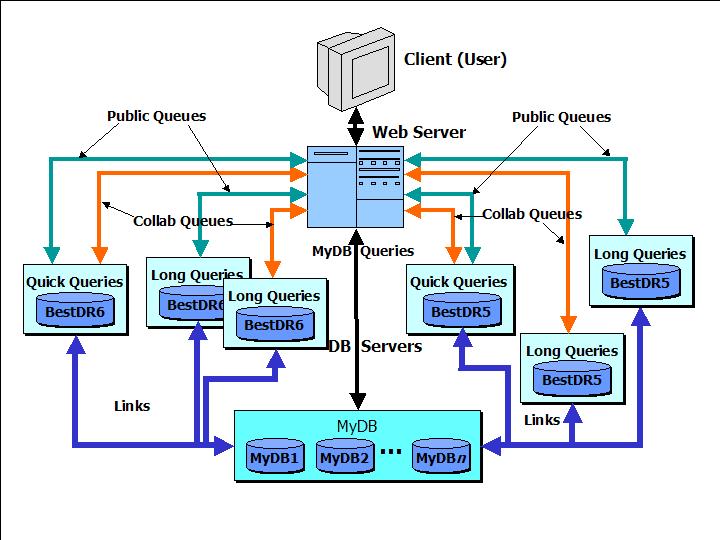 Client (User)
Public Queues
Public Queues
Web Server
Collab Queues
Collab Queues
MyDB Queries
Quick Queries
BestDR6
Long Queries
BestDR6
Long Queries
BestDR6
Quick Queries
BestDR5
Long Queries
BestDR5
Long Queries
BestDR5
DB Servers
Links
Links
MyDB
MyDB1
MyDB2
...
MyDBn